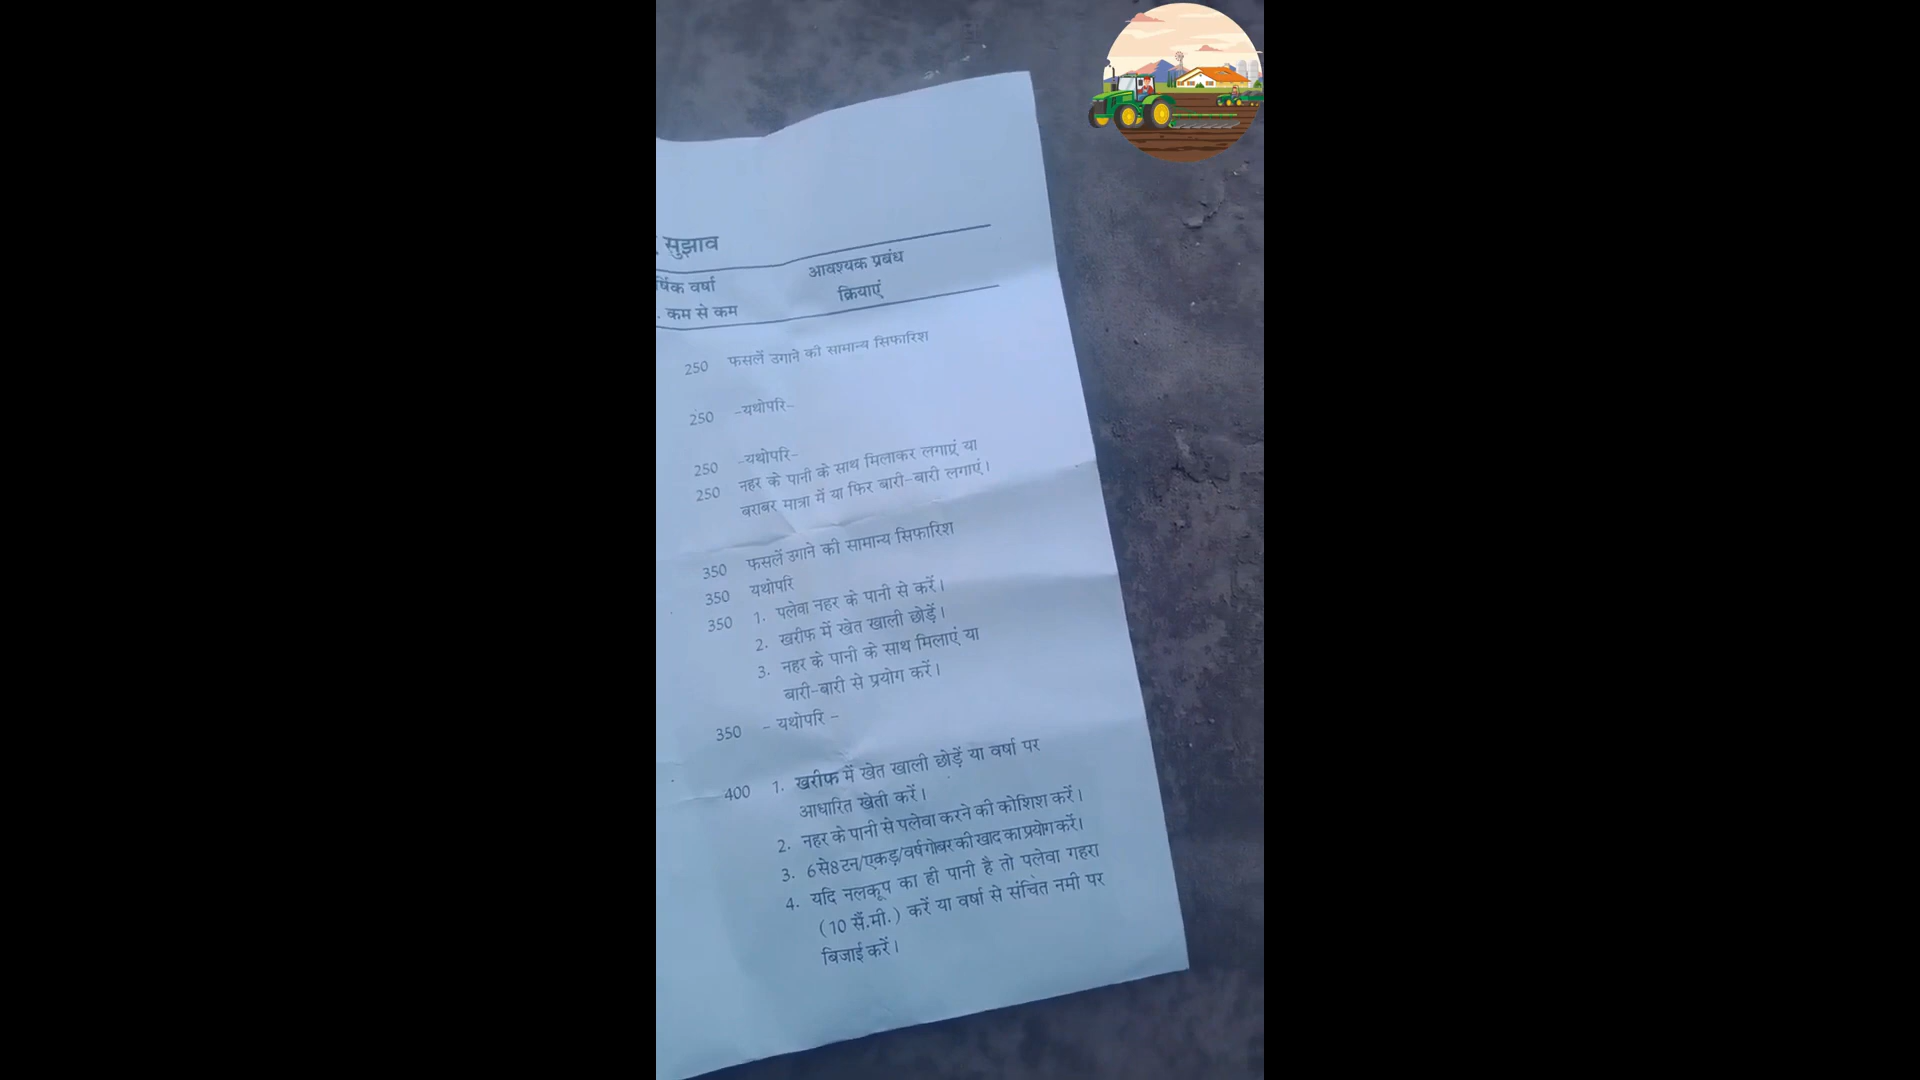 सुझाव
र्षिक वर्षा आवश्यक प्रबंध
. कम से कम क्रियाएं
250 फसलें उगाने की सामान्य सिफारिश
250 -यथोपरि-
250 -यथोपरि-
250 नहर के पानी के साथ मिलाकर लगाएं या
बराबर मात्रा में या फिर बारी-बारी लगाएं।
350 फसलें उगाने की सामान्य सिफारिश
350 यथोपरि
350 1. पलेवा नहर के पानी से करें।
2. खरीफ में खेत खाली छोड़ें।
3. नहर के पानी के साथ मिलाएं या
बारी-बारी से प्रयोग करें।
350 - यथोपरि -
400 1. खरीफ में खेत खाली छोड़ें या वर्षा पर
आधारित खेती करें।
2. नहर के पानी से पलेवा करने की कोशिश करें।
3. 6 से 8 टन/एकड़/वर्ष गोबर की खाद का प्रयोग करें।
4. यदि नलकूप का ही पानी है तो पलेवा गहरा
(10 सैं.मी.) करें या वर्षा से संचित नमी पर
बिजाई करें।